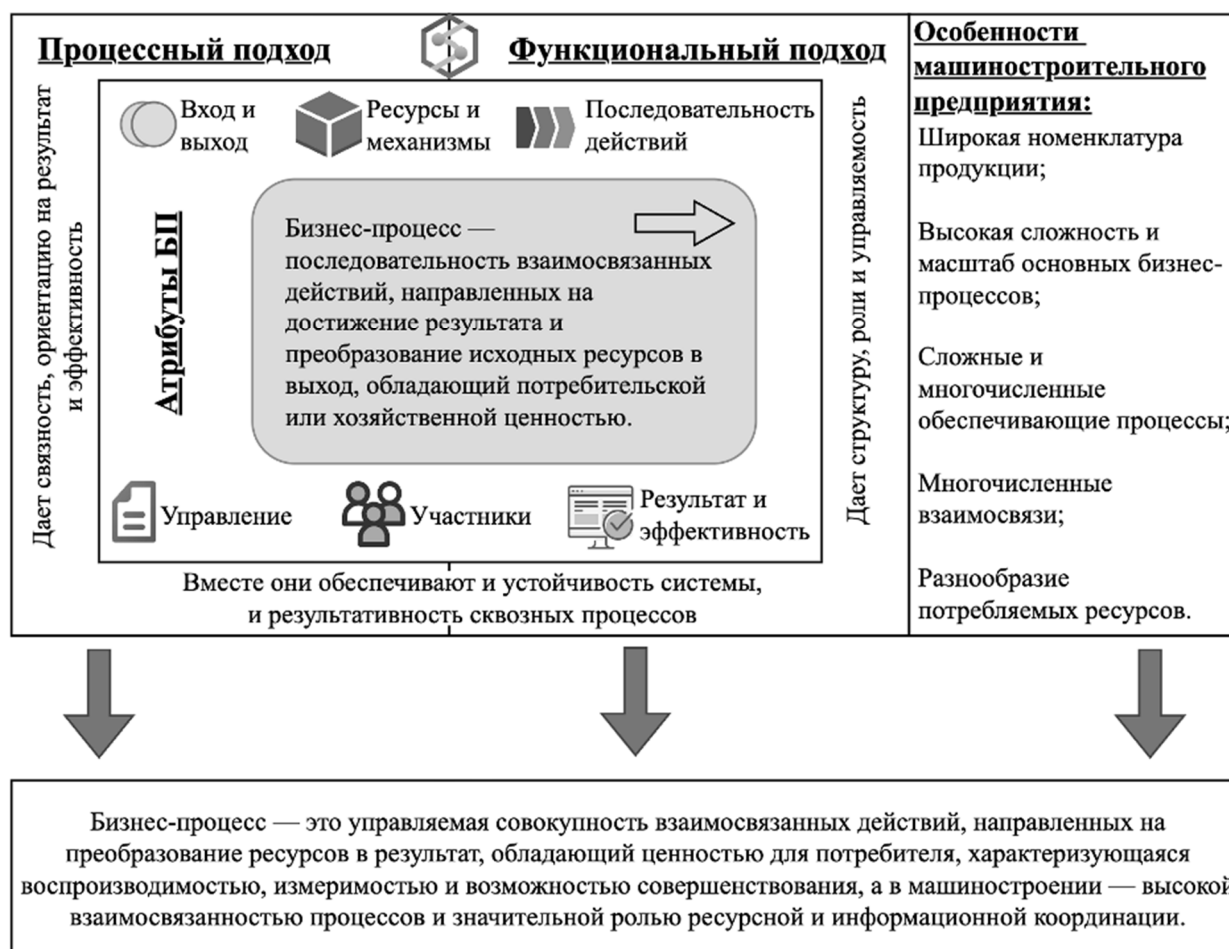 Процессный подход
Функциональный подход
Дает связность, ориентацию на результат
и эффективность
Вход и
выход
Ресурсы и
механизмы
Последовательность
действий
Атрибуты БП
Бизнес-процесс —
последовательность взаимосвязанных
действий, направленных на
достижение результата и
преобразование исходных ресурсов в
выход, обладающий потребительской
или хозяйственной ценностью.
Управление
Участники
Результат и
эффективность
Дает структуру, роли и управляемость
Вместе они обеспечивают и устойчивость системы,
и результативность сквозных процессов
Особенности
машиностроительного
предприятия:
Широкая номенклатура
продукции;
Высокая сложность и
масштаб основных бизнес-
процессов;
Сложные и
многочисленные
обеспечивающие процессы;
Многочисленные
взаимосвязи;
Разнообразие
потребляемых ресурсов.
Бизнес-процесс — это управляемая совокупность взаимосвязанных действий, направленных на
преобразование ресурсов в результат, обладающий ценностью для потребителя, характеризующаяся
воспроизводимостью, измеримостью и возможностью совершенствования, а в машиностроении — высокой
взаимосвязанностью процессов и значительной ролью ресурсной и информационной координации.